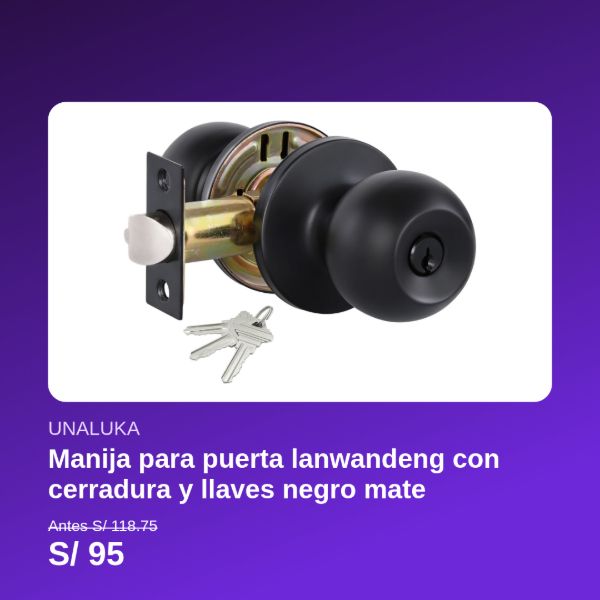 UNALUKA
Manija para puerta lanwandeng con
cerradura y llaves negro mate
Antes S/ 118.75
S/ 95